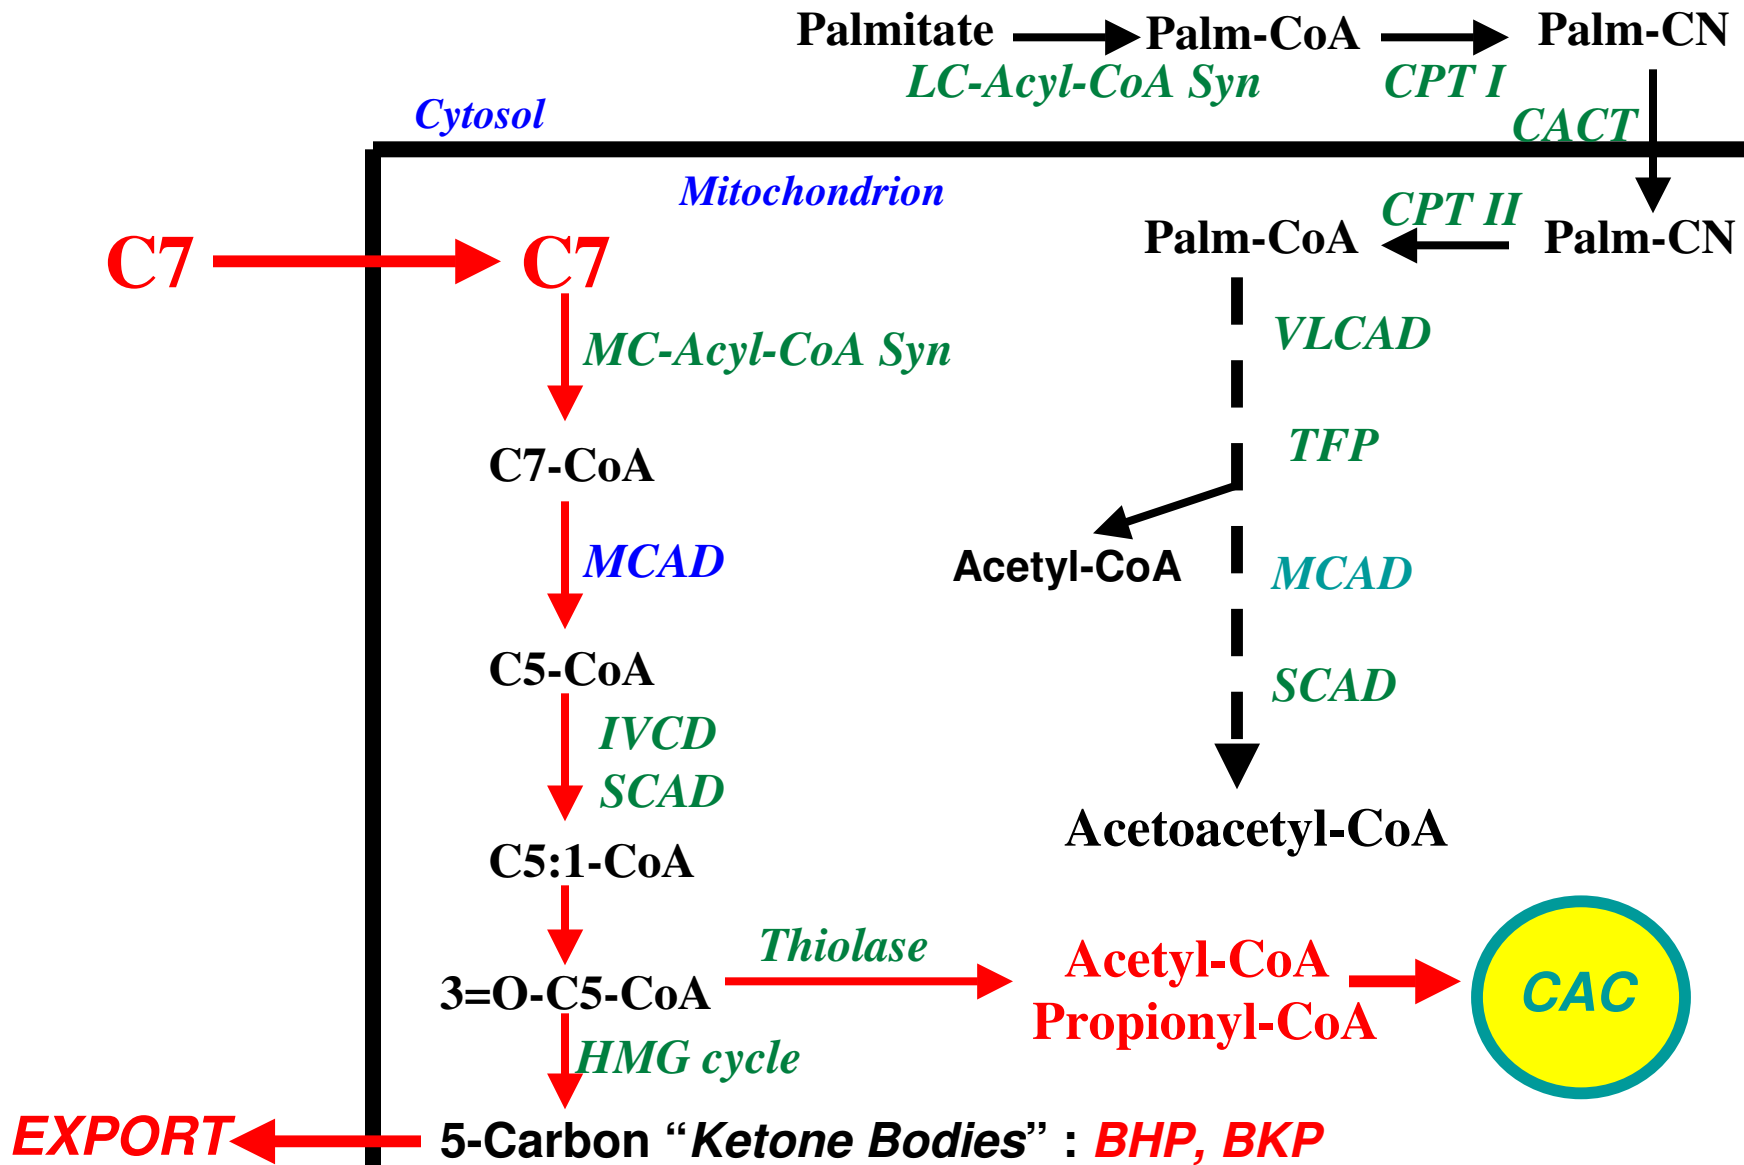 Palmitate Palm-CoA Palm-CN
LC-Acyl-CoA Syn CPT I
Cytosol CACT
Mitochondrion CPT II
C7 C7 Palm-CoA Palm-CN
MC-Acyl-CoA Syn VLCAD
C7-CoA TFP
MCAD Acetyl-CoA MCAD
C5-CoA SCAD
IVCD
SCAD
C5:1-CoA Acetoacetyl-CoA
Thiolase Acetyl-CoA
3=O-C5-CoA CAC
Propionyl-CoA
HMG cycle
EXPORT 5-Carbon “Ketone Bodies” : BHP, BKP